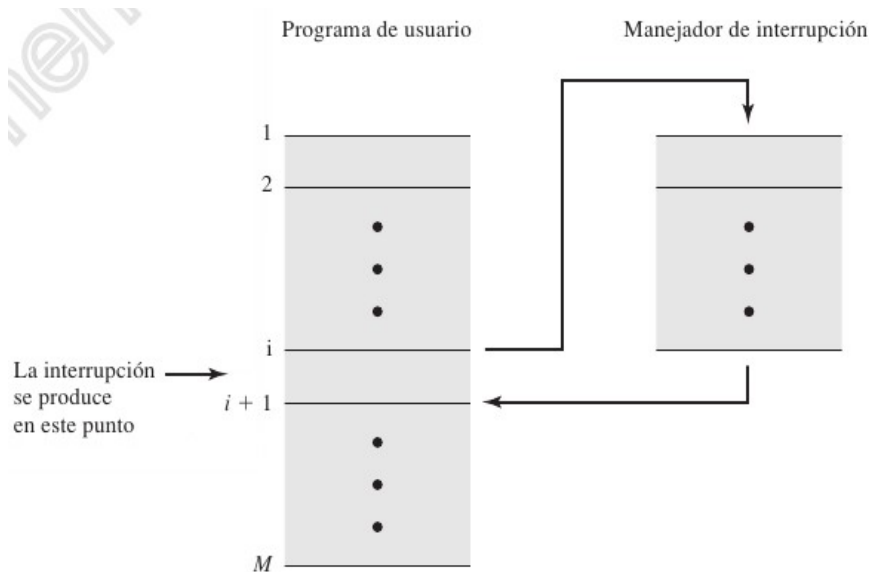 Programa de usuario
Manejador de interrupción
1
2
i
La interrupción
se produce
en este punto
i + 1
M